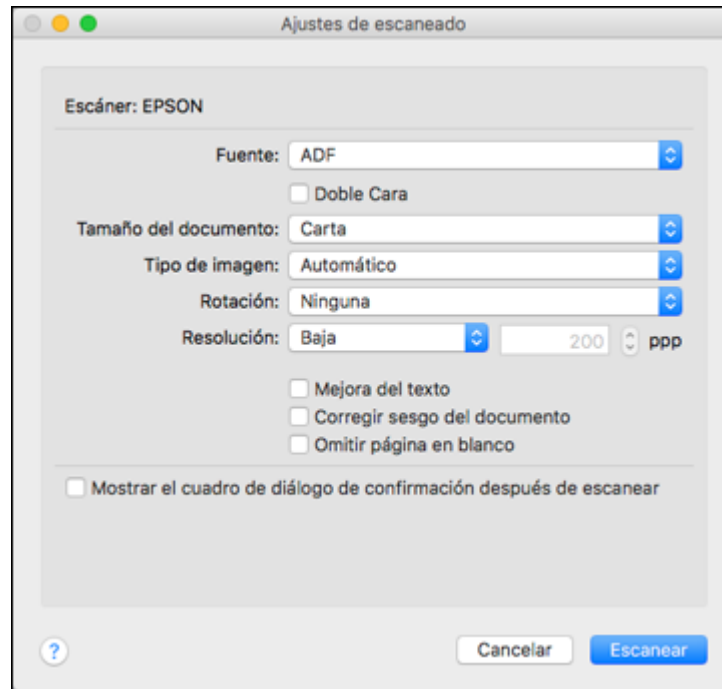 Ajustes de escaneado
Escáner: EPSON
Fuente: ADF
Doble Cara
Tamaño del documento: Carta
Tipo de imagen: Automático
Rotación: Ninguna
Resolución: Baja 200 ppp
Mejora del texto
Corregir sesgo del documento
Omitir página en blanco
Mostrar el cuadro de diálogo de confirmación después de escanear
? Cancelar Escanear